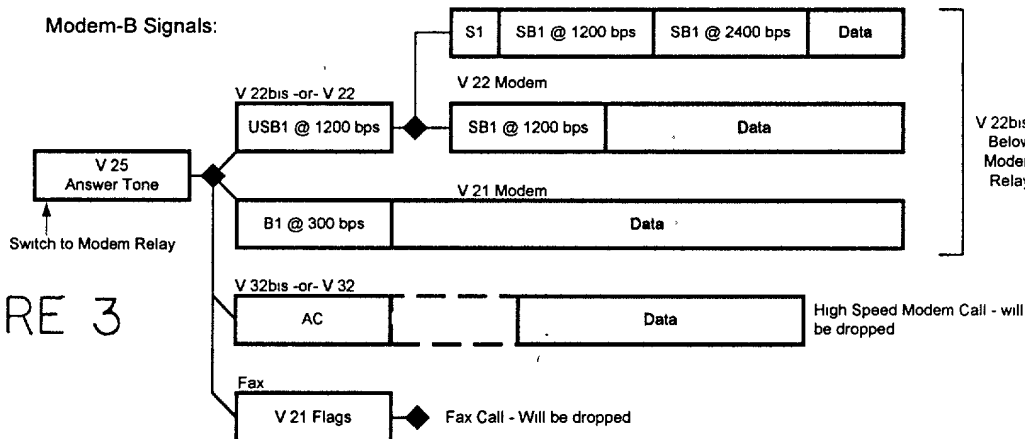 Modem-B Signals:
S1
SB1 @ 1200 bps
SB1 @ 2400 bps
Data
V 22 Modem
V 22bis -or- V 22
USB1 @ 1200 bps
SB1 @ 1200 bps
Data
V 22bis
Below
Modem
Relay
V 25
Answer Tone
V 21 Modem
B1 @ 300 bps
Data
Switch to Modem Relay
V 32bis -or- V 32
AC
Data
High Speed Modem Call - will
be dropped
RE 3
Fax
V 21 Flags
Fax Call - Will be dropped